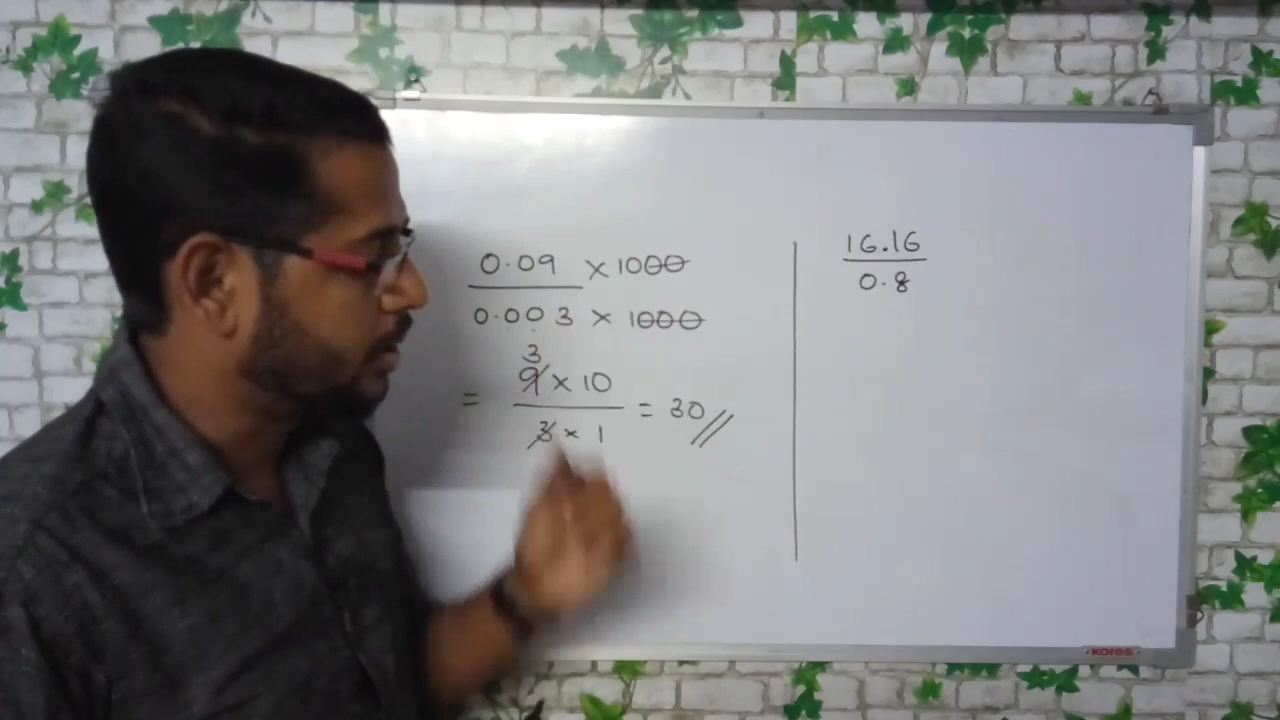 0.09 × 1000
0.003 × 1000
3
= 9 × 10 = 30 //
3 × 1
16.16
0.8
kores